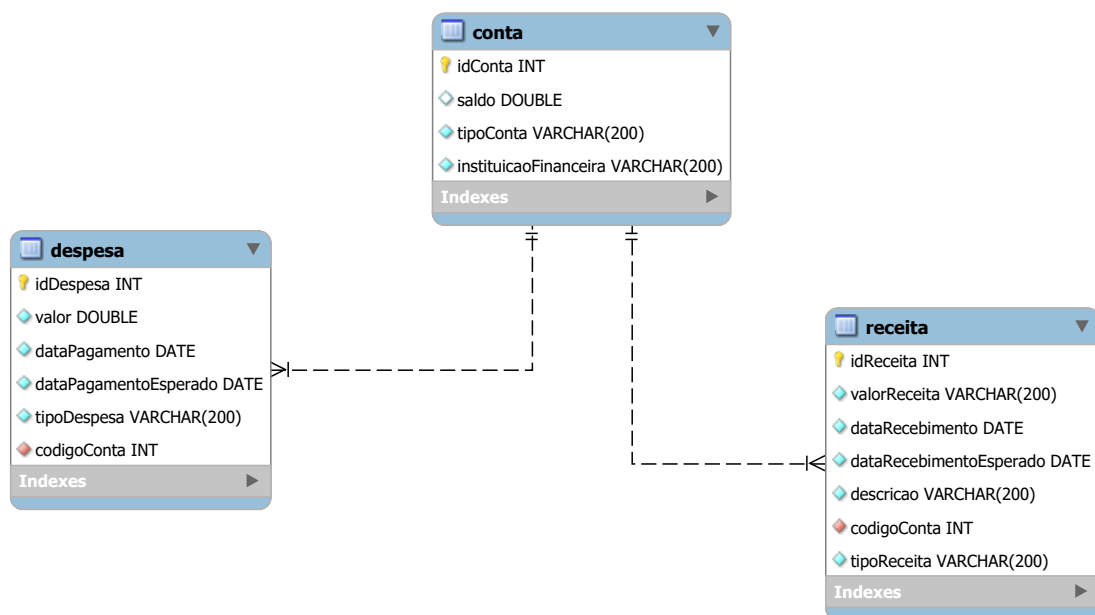 conta
idConta INT
saldo DOUBLE
tipoConta VARCHAR(200)
instituicaoFinanceira VARCHAR(200)
Indexes
despesa
idDespesa INT
valor DOUBLE
dataPagamento DATE
dataPagamentoEsperado DATE
tipoDespesa VARCHAR(200)
codigoConta INT
Indexes
receita
idReceita INT
valorReceita VARCHAR(200)
dataRecebimento DATE
dataRecebimentoEsperado DATE
descricao VARCHAR(200)
codigoConta INT
tipoReceita VARCHAR(200)
Indexes